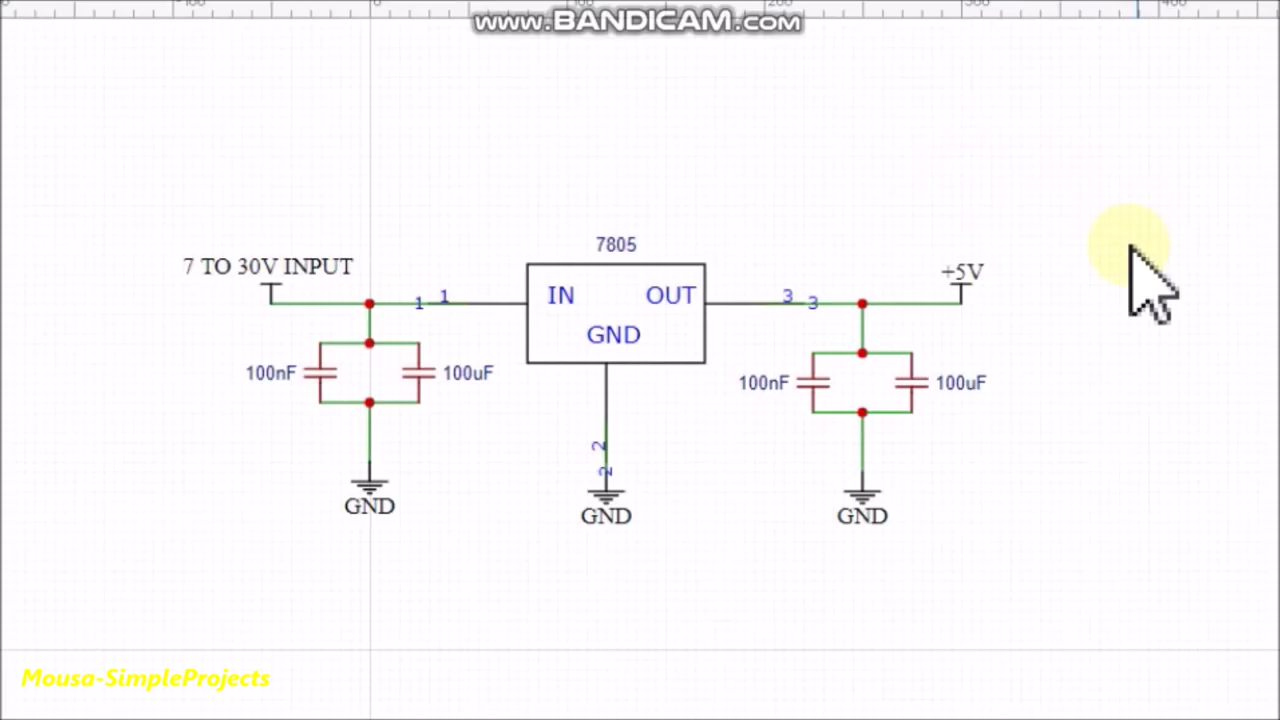 www.BANDICAM.com
7805
7 TO 30V INPUT
+5V
1 1
IN OUT
3 3
GND
100nF 100uF
100nF 100uF
2
2
GND
GND
GND
Mousa-SimpleProjects